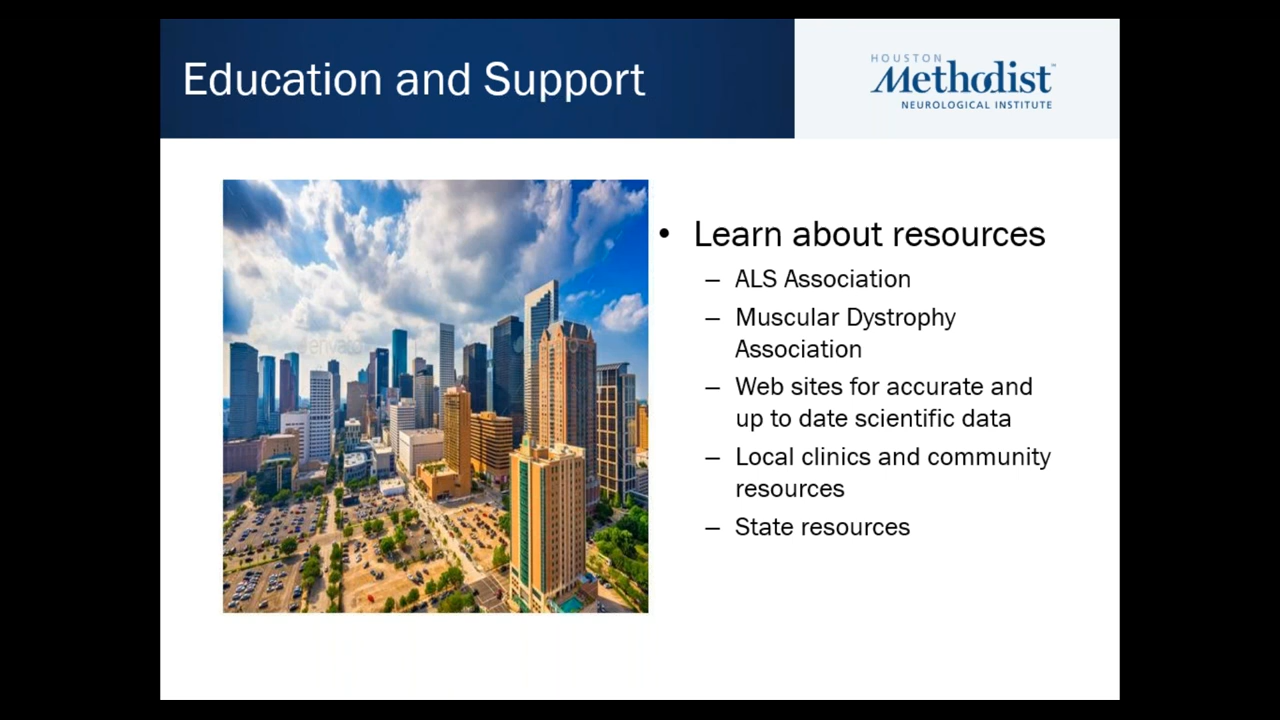 Education and Support
HOUSTON
Methodist
NEUROLOGICAL INSTITUTE
• Learn about resources
– ALS Association
– Muscular Dystrophy
Association
– Web sites for accurate and
up to date scientific data
– Local clinics and community
resources
– State resources
envato